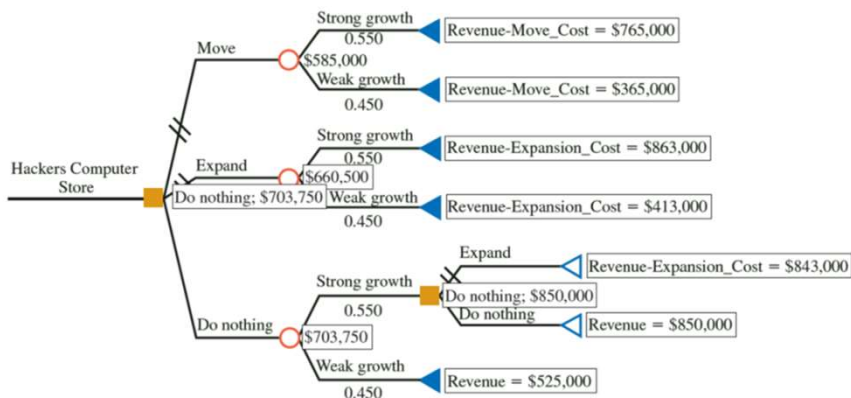 Strong growth
0.550
Revenue-Move_Cost = $765,000
Move
$585,000
Weak growth
0.450
Revenue-Move_Cost = $365,000
Strong growth
0.550
Revenue-Expansion_Cost = $863,000
Hackers Computer
Store
Expand
$660,500
Do nothing; $703,750
Weak growth
0.450
Revenue-Expansion_Cost = $413,000
Expand
Revenue-Expansion_Cost = $843,000
Strong growth
0.550
Do nothing; $850,000
Do nothing
Revenue = $850,000
Do nothing
$703,750
Weak growth
0.450
Revenue = $525,000